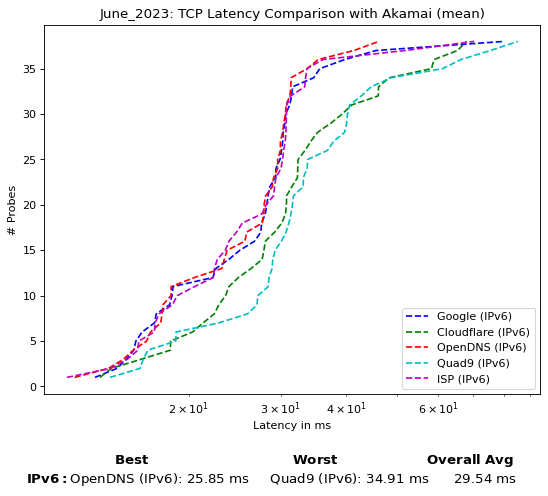 June_2023: TCP Latency Comparison with Akamai (mean)
# Probes
35
30
25
20
15
10
5
0
Google (IPv6)
Cloudflare (IPv6)
OpenDNS (IPv6)
Quad9 (IPv6)
ISP (IPv6)
2 × 10¹ 3 × 10¹ 4 × 10¹ 6 × 10¹
Latency in ms
Best Worst Overall Avg
IPv6: OpenDNS (IPv6): 25.85 ms Quad9 (IPv6): 34.91 ms 29.54 ms